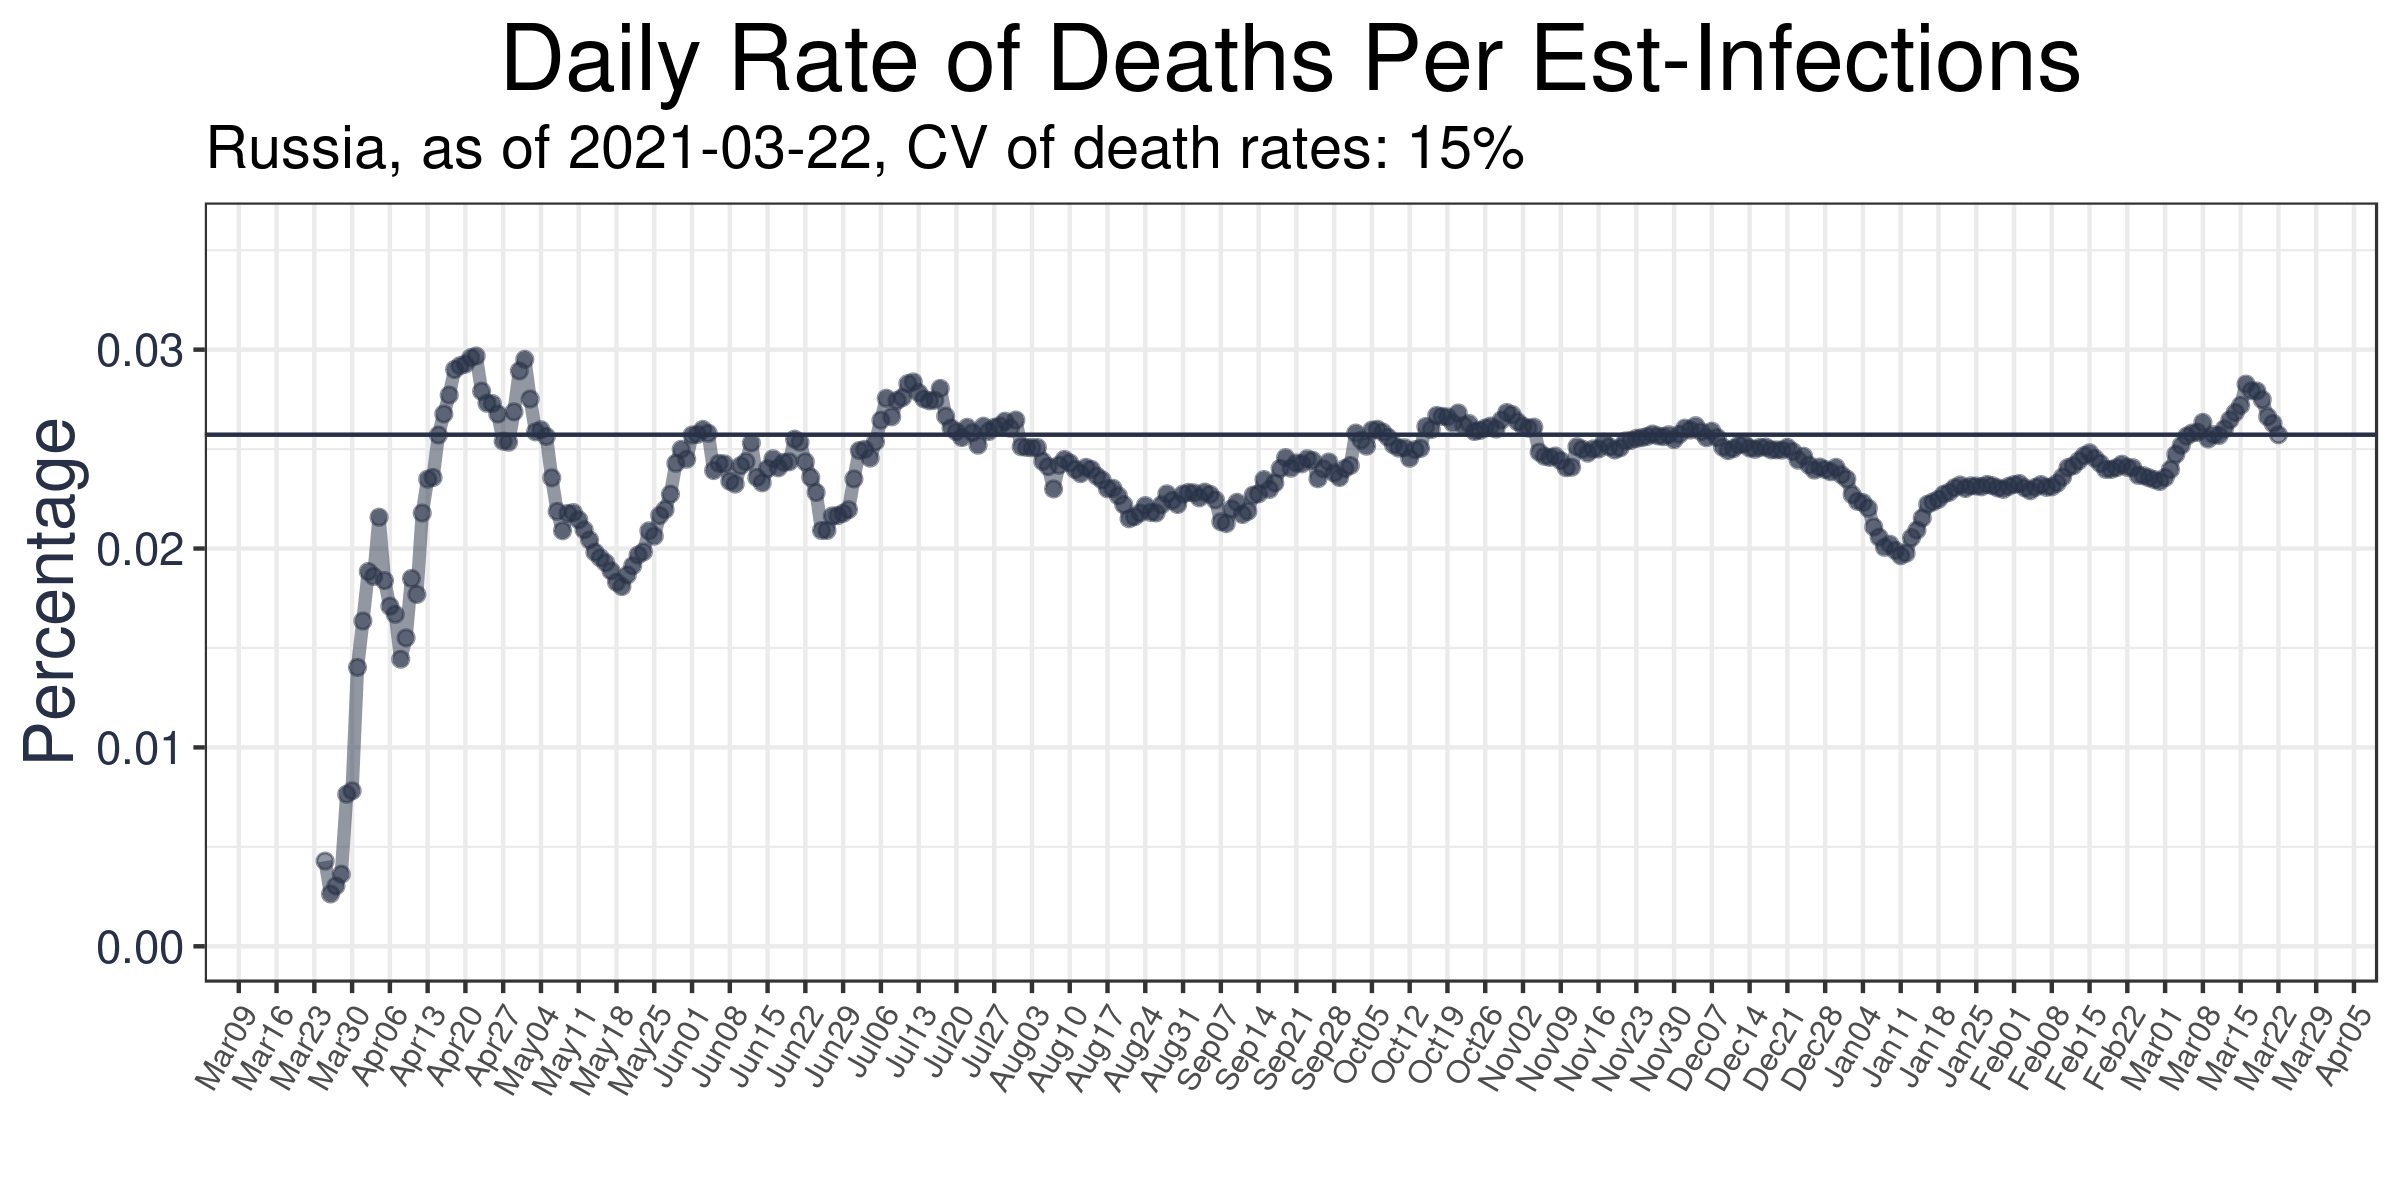 Daily Rate of Deaths Per Est-Infections
Russia, as of 2021-03-22, CV of death rates: 15%
Percentage
0.03
0.02
0.01
0.00
Mar09
Mar16
Mar23
Mar30
Apr06
Apr13
Apr20
Apr27
May04
May11
May18
May25
Jun01
Jun08
Jun15
Jun22
Jun29
Jul06
Jul13
Jul20
Jul27
Aug03
Aug10
Aug17
Aug24
Aug31
Sep07
Sep14
Sep21
Sep28
Oct05
Oct12
Oct19
Oct26
Nov02
Nov09
Nov16
Nov23
Nov30
Dec07
Dec14
Dec21
Dec28
Jan04
Jan11
Jan18
Jan25
Feb01
Feb08
Feb15
Feb22
Mar01
Mar08
Mar15
Mar22
Mar29
Apr05